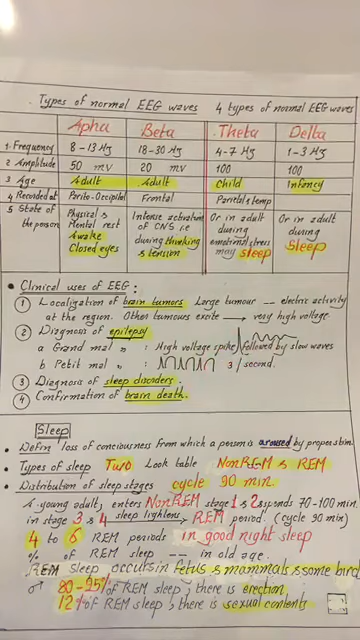 Types of normal EEG waves 4 types of normal EEG waves
Apha Beta Theta Delta
1. Frequency 8-13 Hz 18-30 Hz 4-7 Hz 1-3 Hz
2 Amplitude 50 mv 20 mv 100 100
3 Age Adult Adult Child Infancy
4 Recorded at Parito-Occipital Frontal Parietal & temp
5 State of the person Physical & Mental rest Awake Closed eyes Intense activation of CNS i.e during thinking & tension Or in adult during emotional stress may sleep Or in adult during Sleep
• Clinical uses of EEG:
① Localization of brain tumors Large tumour -- electric activity
at the region. Other tumours excite → very high voltage
② Diagnosis of epilepsy
a Grand mal " : High voltage spike followed by slow waves
b Petit mal " : 3/second.
③ Diagnosis of sleep disorders.
④ Confirmation of brain death.
Sleep
• Define loss of conciousness from which a person is aroused by proper stim.
• Types of sleep Two Look table NonREM & REM
• Distribution of sleep stages cycle 90 min
A young adult, enters NonREM stage 1 & 2 spends 70-100 min.
in stage 3 & 4 sleep lightens, REM period. (cycle 90 min)
4 to 6 REM periods in good night sleep
% of REM sleep --- in old age.
REM sleep occurs in fetus & mammals & some bird
♂ 80-95% of REM sleep, there is erection,
12% of REM sleep, there is sexual contents